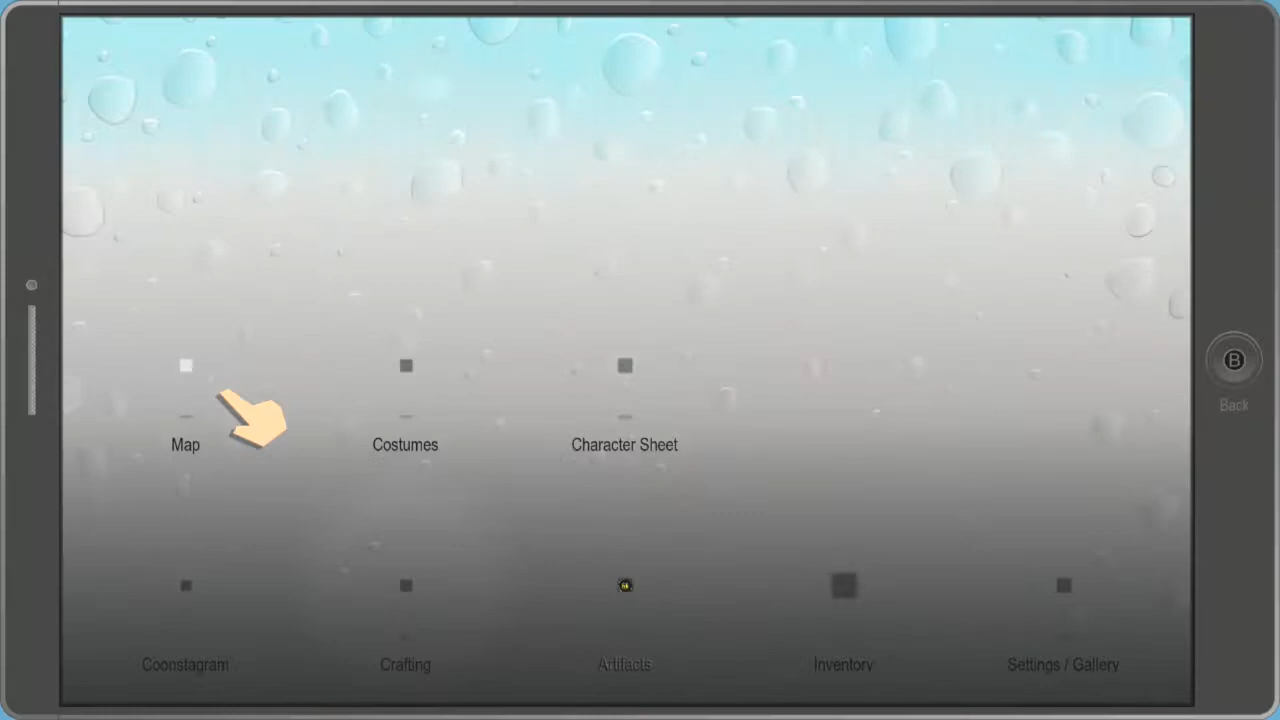 B
Back
Map
Costumes
Character Sheet
Coonstagram
Crafting
Artifacts
Inventory
Settings / Gallery